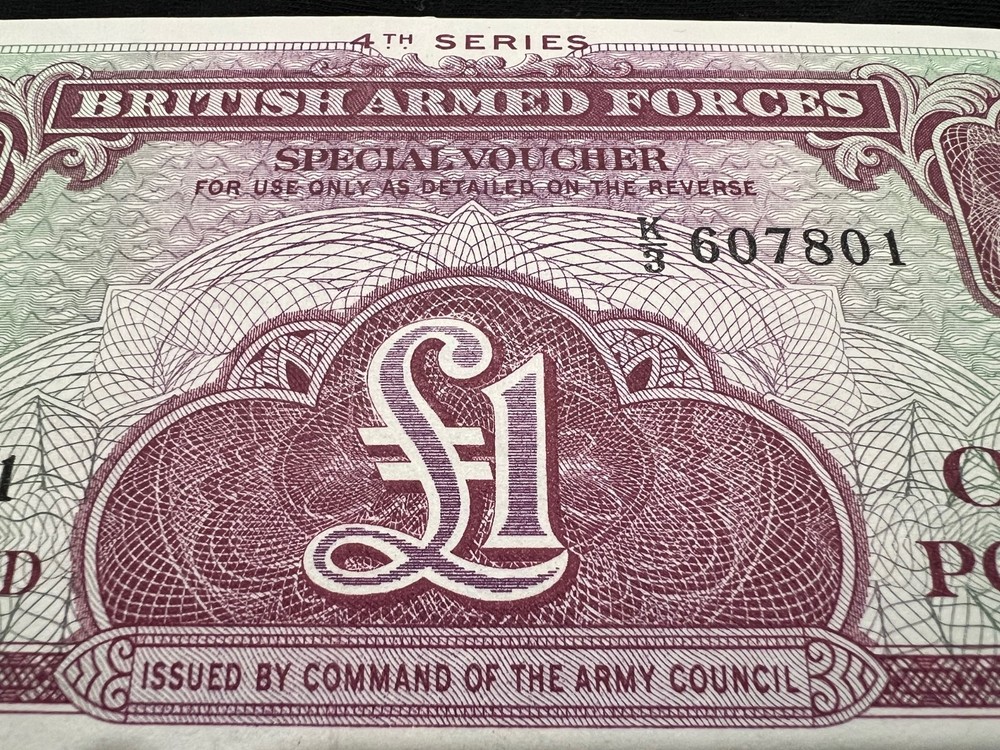 4TH SERIES
BRITISH ARMED FORCES
SPECIAL VOUCHER
FOR USE ONLY AS DETAILED ON THE REVERSE
K/3 607801
£1
1
D
ISSUED BY COMMAND OF THE ARMY COUNCIL